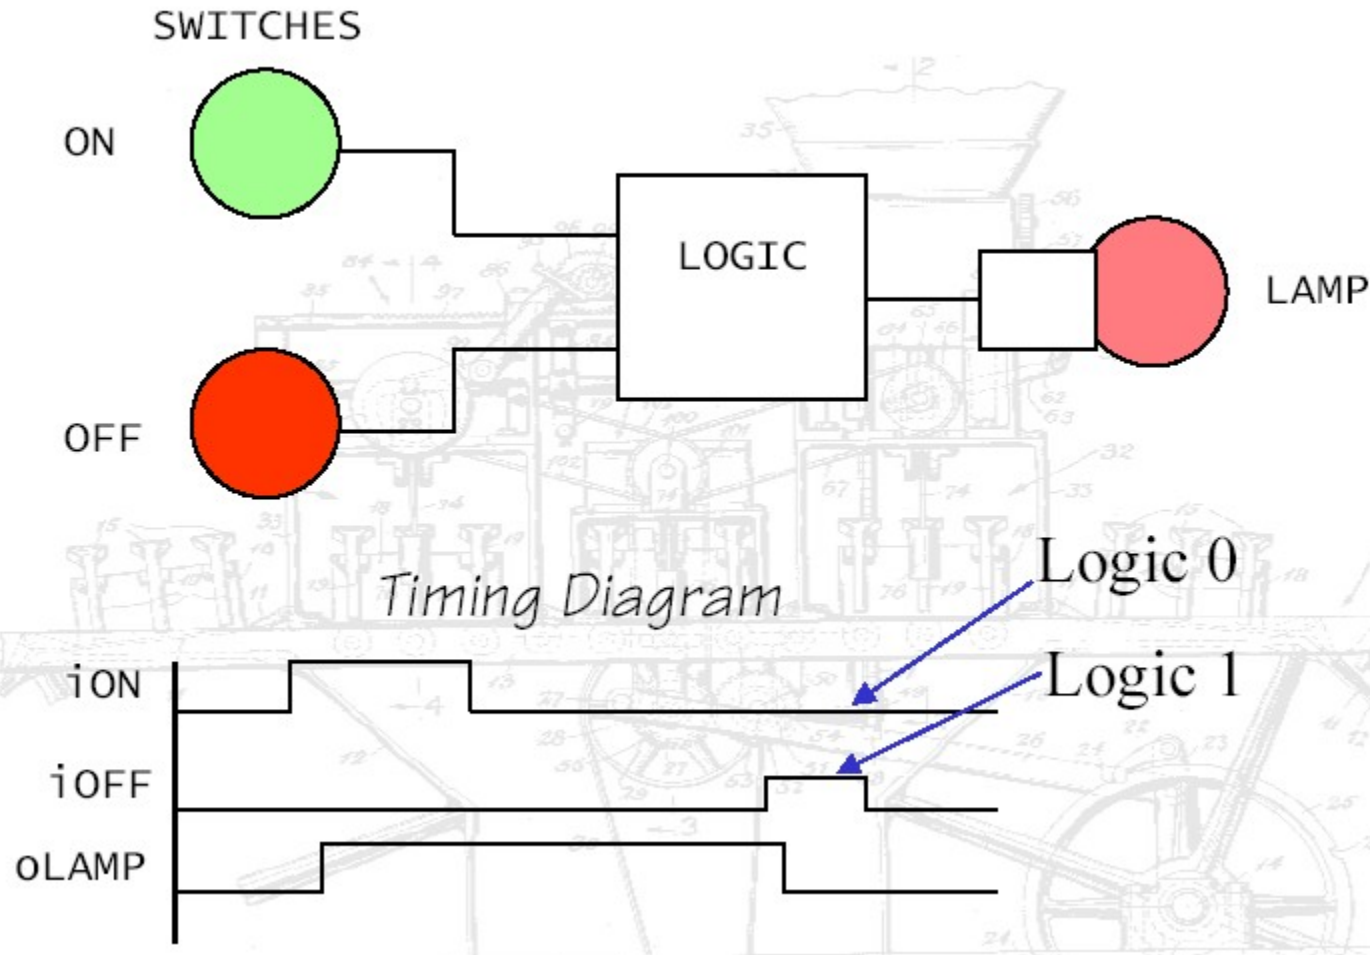 SWITCHES
ON
LOGIC
LAMP
OFF
Timing Diagram
Logic 0
Logic 1
iON
iOFF
oLAMP